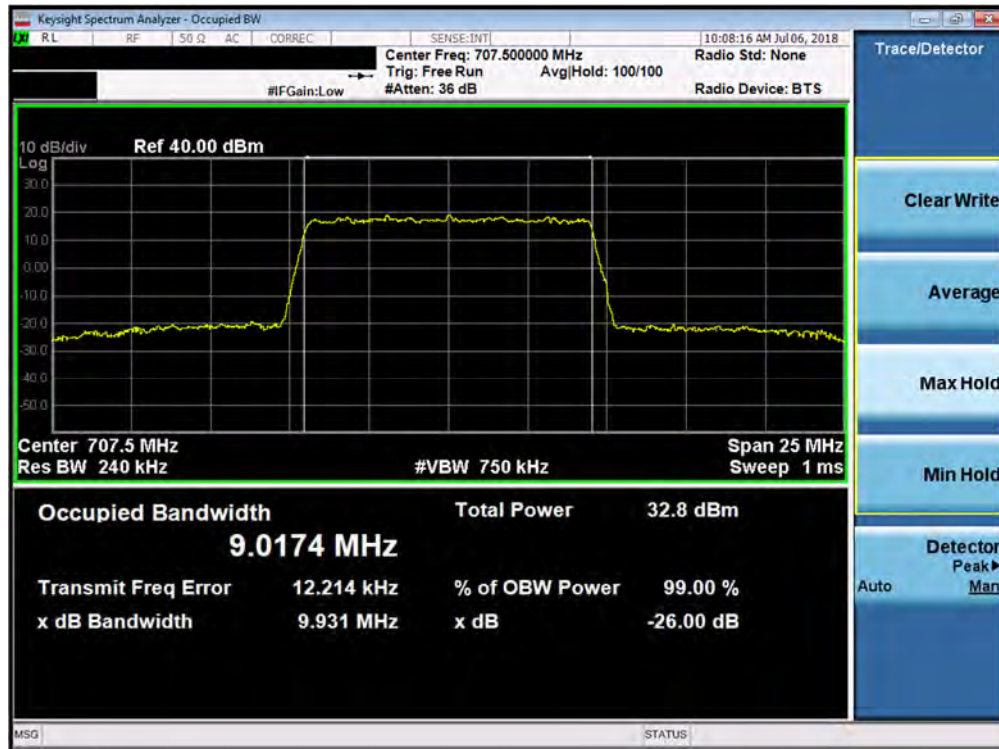 Keysight Spectrum Analyzer - Occupied BW
LXI RL RF 50 Ω AC CORREC SENSE:INT 10:08:16 AM Jul 06, 2018
Center Freq: 707.500000 MHz Radio Std: None
Trig: Free Run Avg|Hold: 100/100
#IFGain:Low #Atten: 36 dB Radio Device: BTS
10 dB/div Ref 40.00 dBm
Log
30.0
20.0
10.0
0.00
-10.0
-20.0
-30.0
-40.0
-50.0
Center 707.5 MHz Span 25 MHz
Res BW 240 kHz #VBW 750 kHz Sweep 1 ms
Occupied Bandwidth Total Power 32.8 dBm
9.0174 MHz
Transmit Freq Error 12.214 kHz % of OBW Power 99.00 %
x dB Bandwidth 9.931 MHz x dB -26.00 dB
MSG STATUS
Trace/Detector
Clear Write
Average
Max Hold
Min Hold
Detector
Peak▶
Auto Man